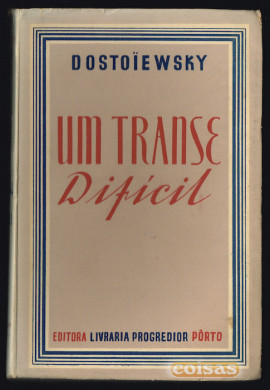 DOSTOÏEWSKY
UM TRANSE
Difícil
EDITORA LIVRARIA PROGREDIOR PÔRTO
coisas